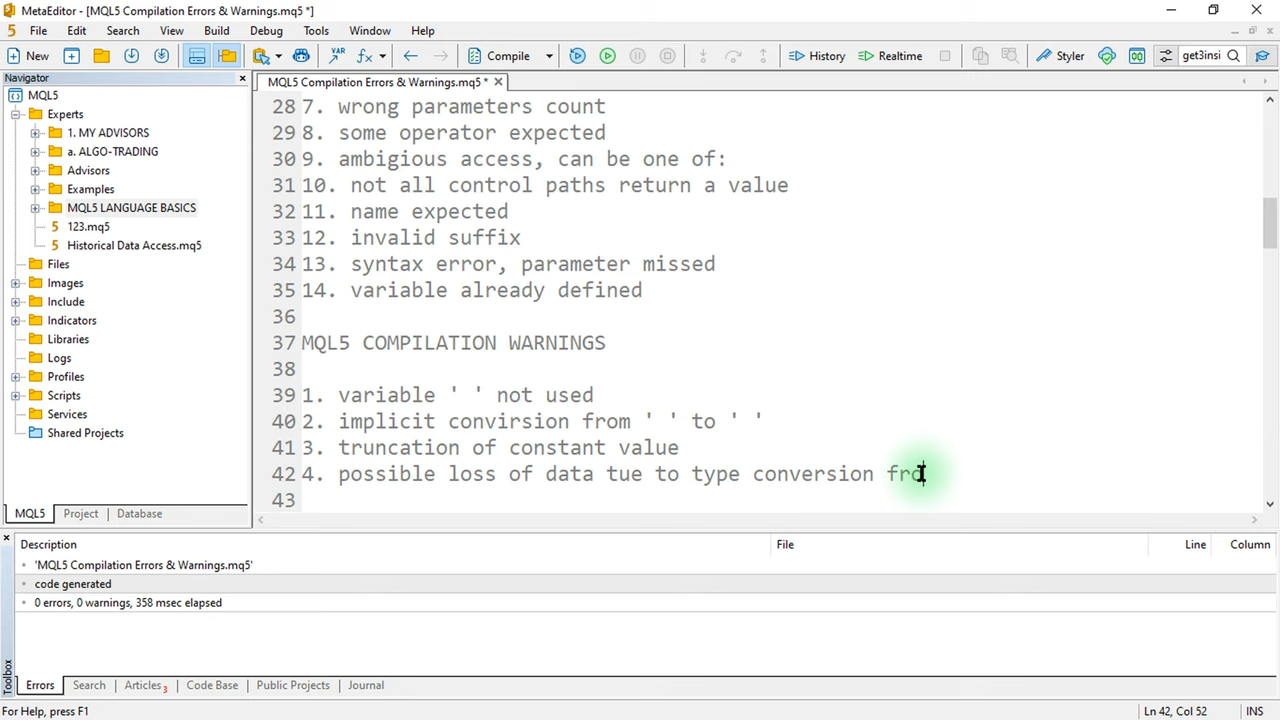 MetaEditor - [MQL5 Compilation Errors & Warnings.mq5 *]
5 File Edit Search View Build Debug Tools Window Help
New VAR fx Compile History Realtime Styler get3insi
Navigator
MQL5 Compilation Errors & Warnings.mq5 *
MQL5
Experts
1. MY ADVISORS
a. ALGO-TRADING
Advisors
Examples
MQL5 LANGUAGE BASICS
5 123.mq5
5 Historical Data Access.mq5
Files
Images
Include
Indicators
Libraries
Logs
Profiles
Scripts
Services
Shared Projects
MQL5 Project Database
28 7. wrong parameters count
29 8. some operator expected
30 9. ambigious access, can be one of:
31 10. not all control paths return a value
32 11. name expected
33 12. invalid suffix
34 13. syntax error, parameter missed
35 14. variable already defined
36
37 MQL5 COMPILATION WARNINGS
38
39 1. variable ' ' not used
40 2. implicit convirsion from ' ' to ' '
41 3. truncation of constant value
42 4. possible loss of data tue to type conversion fro
43
Description File Line Column
'MQL5 Compilation Errors & Warnings.mq5'
code generated
0 errors, 0 warnings, 358 msec elapsed
Toolbox
Errors Search Articles 3 Code Base Public Projects Journal
For Help, press F1 Ln 42, Col 52 INS